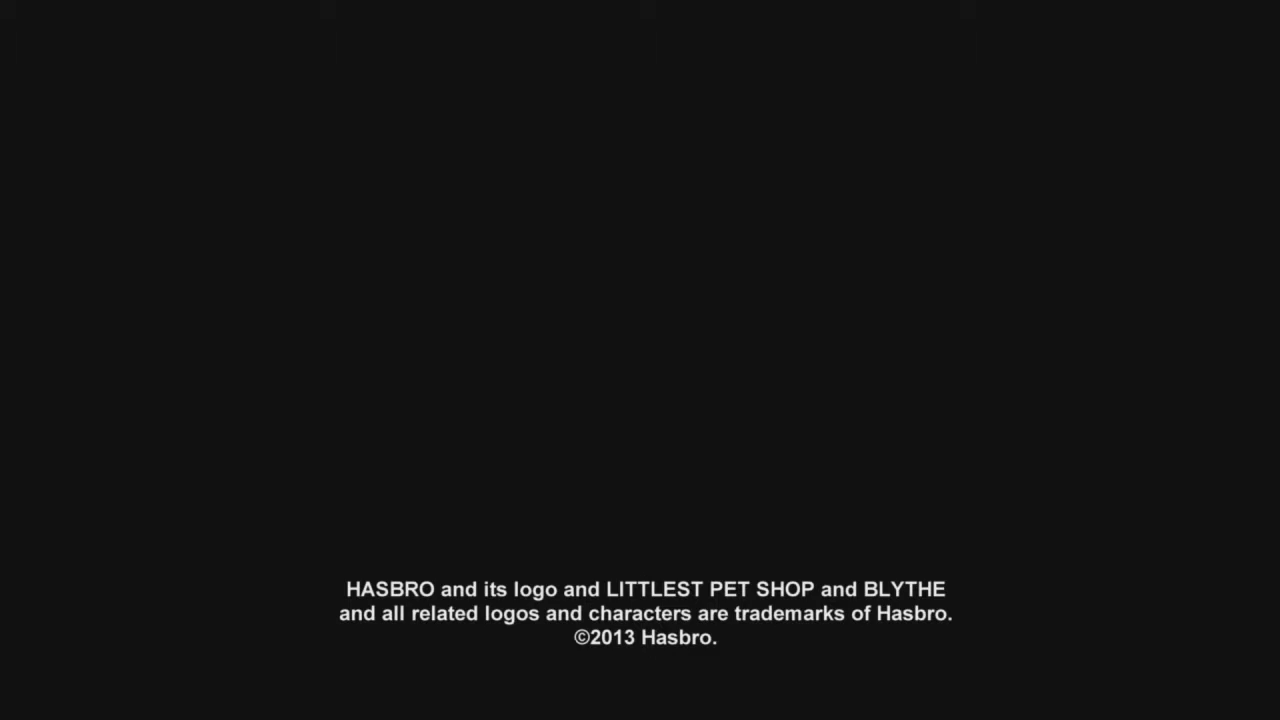 HASBRO and its logo and LITTLEST PET SHOP and BLYTHE
and all related logos and characters are trademarks of Hasbro.
©2013 Hasbro.